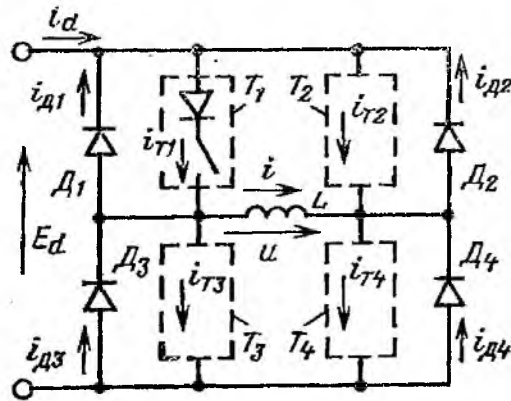 i_d
i_Д1
T_1
T_2
i_Д2
i_T1
i_T2
Д_1
i
L
Д_2
E_d
u
Д_3
Д_4
i_T3
i_T4
i_Д3
T_3
T_4
i_Д4